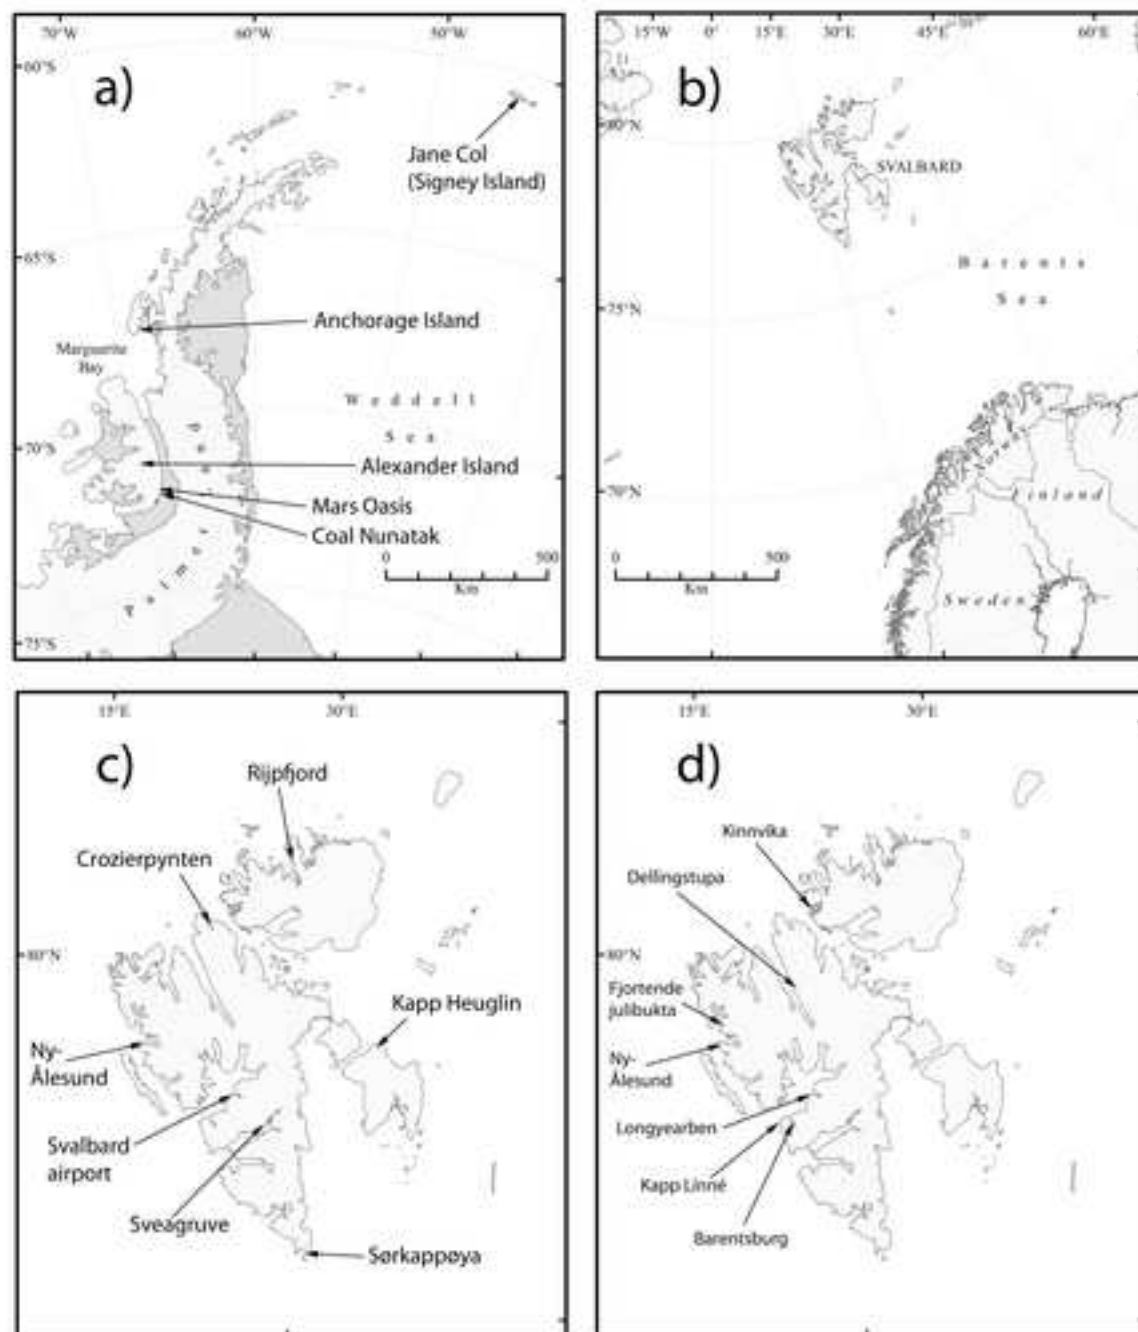 70°W 60°W 50°W
60°S
a)
Jane Col
(Signey Island)
65°S
Anchorage Island
Marguerite
Bay
Weddell
Sea
70°S
Alexander Island
Mars Oasis
Coal Nunatak
Palmer Land
0 500
Km
75°S
15°W 0° 15°E 30°E 45°E 60°E
b)
80°N
SVALBARD
Barents
Sea
75°N
Norway
70°N
Finland
0 500
Km
Sweden
15°E 30°E
c)
Rijpfjord
Crozierpynten
80°N
Kapp Heuglin
Ny-
Ålesund
Svalbard
airport
Sveagruve
Sørkappøya
15°E 30°E
d)
Kinnvika
Dellingstupa
80°N
Fjortende
julibukta
Ny-
Ålesund
Longyearben
Kapp Linné
Barentsburg